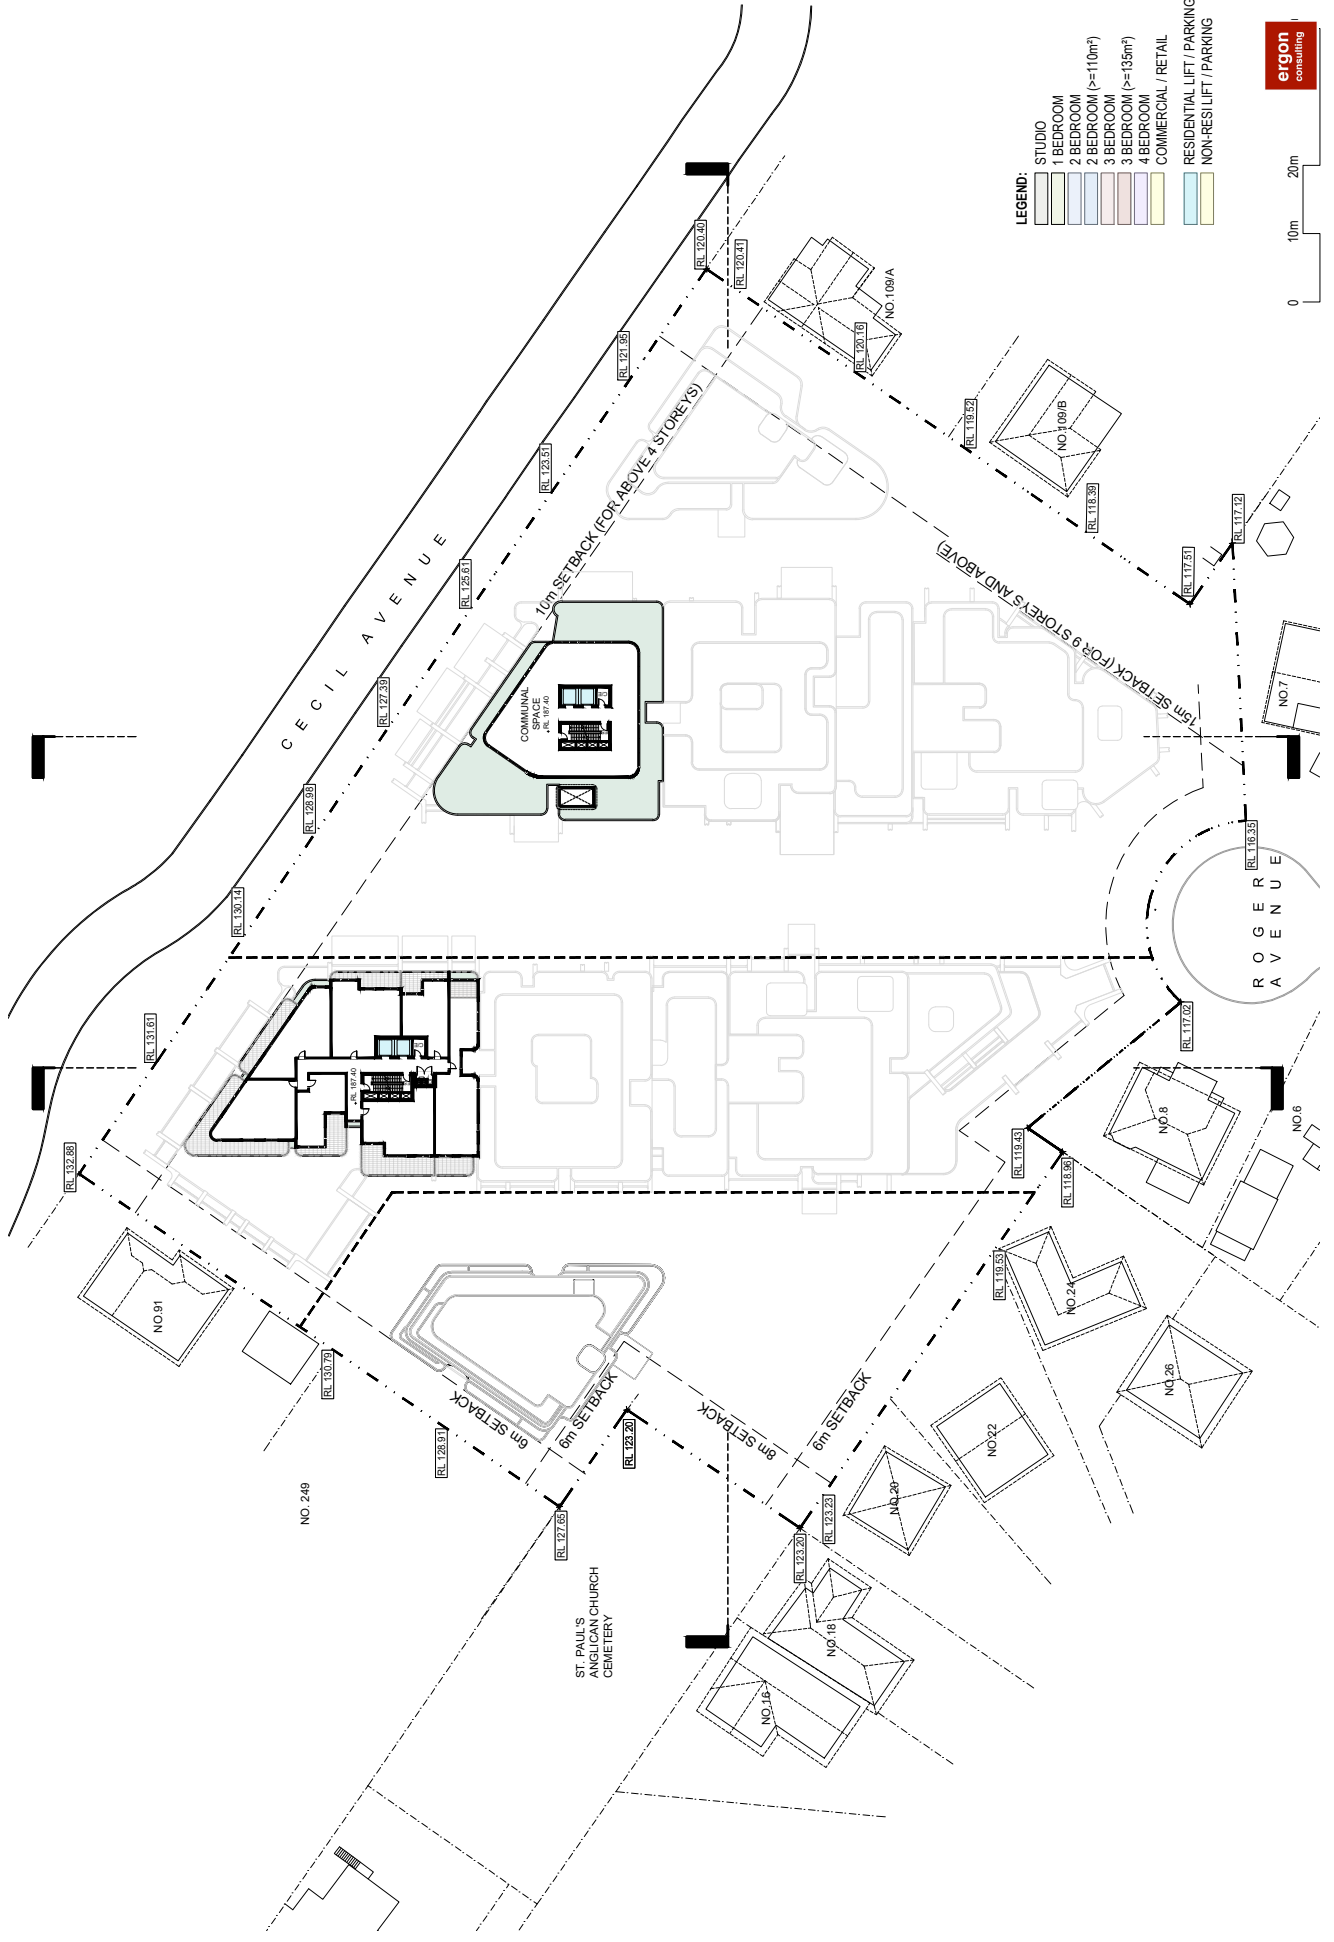 CECIL AVENUE
RL 120.40
RL 120.41
RL 121.95
RL 123.51
RL 125.61
RL 127.39
RL 128.98
RL 130.14
RL 131.61
RL 132.88
10m SETBACK (FOR ABOVE 4 STOREYS)
15m SETBACK (FOR 9 STOREYS AND ABOVE)
NO.109/A
RL 120.16
RL 119.52
NO.109/B
RL 118.39
RL 117.12
RL 117.51
NO.7
COMMUNAL
SPACE
RL 187.40
RL 187.40
RL 116.35
ROGER
AVENUE
RL 117.02
NO.8
NO.6
RL 119.43
RL 118.96
RL 119.53
NO.24
NO.26
NO.22
NO.20
NO.91
RL 130.79
RL 128.91
6m SETBACK
6m SETBACK
8m SETBACK
6m SETBACK
RL 123.20
RL 127.65
RL 123.23
RL 123.20
NO. 249
ST. PAUL'S
ANGLICAN CHURCH
CEMETERY
NO.18
NO.16
LEGEND:
STUDIO
1 BEDROOM
2 BEDROOM
2 BEDROOM (>=110m²)
3 BEDROOM
3 BEDROOM (>=135m²)
4 BEDROOM
COMMERCIAL / RETAIL
RESIDENTIAL LIFT / PARKING
NON-RESI LIFT / PARKING
0 10m 20m
ergon
consulting